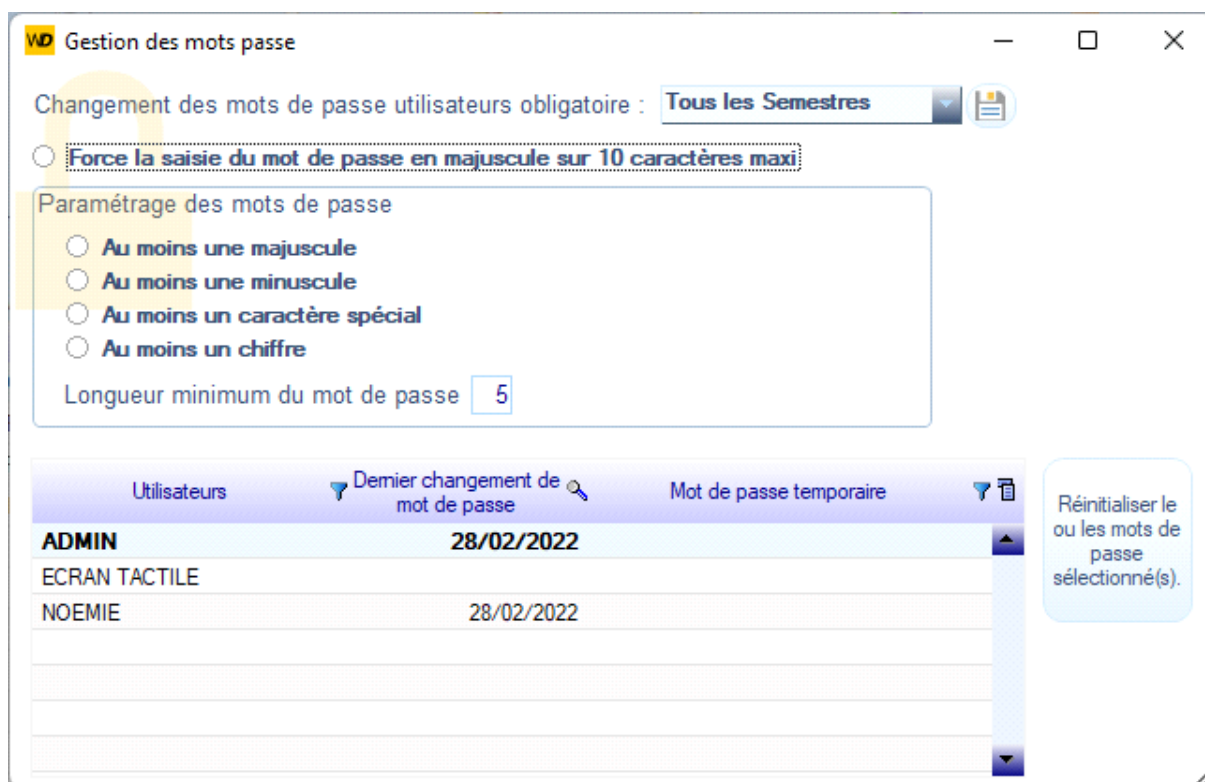 WD Gestion des mots passe
Changement des mots de passe utilisateurs obligatoire : Tous les Semestres
Force la saisie du mot de passe en majuscule sur 10 caractères maxi
Paramétrage des mots de passe
Au moins une majuscule
Au moins une minuscule
Au moins un caractère spécial
Au moins un chiffre
Longueur minimum du mot de passe 5
Utilisateurs
Dernier changement de
mot de passe
Mot de passe temporaire
ADMIN 28/02/2022
ECRAN TACTILE
NOEMIE 28/02/2022
Réinitialiser le
ou les mots de
passe
sélectionné(s).